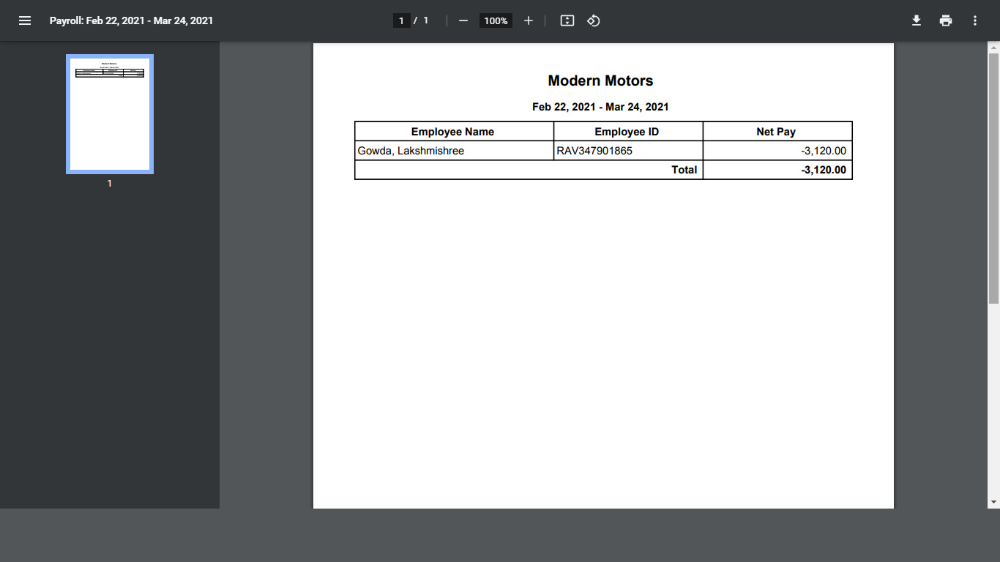 Payroll: Feb 22, 2021 - Mar 24, 2021
1 / 1
100%
1
Modern Motors
Feb 22, 2021 - Mar 24, 2021
Employee Name Employee ID Net Pay
Gowda, Lakshmishree RAV347901865 -3,120.00
Total -3,120.00